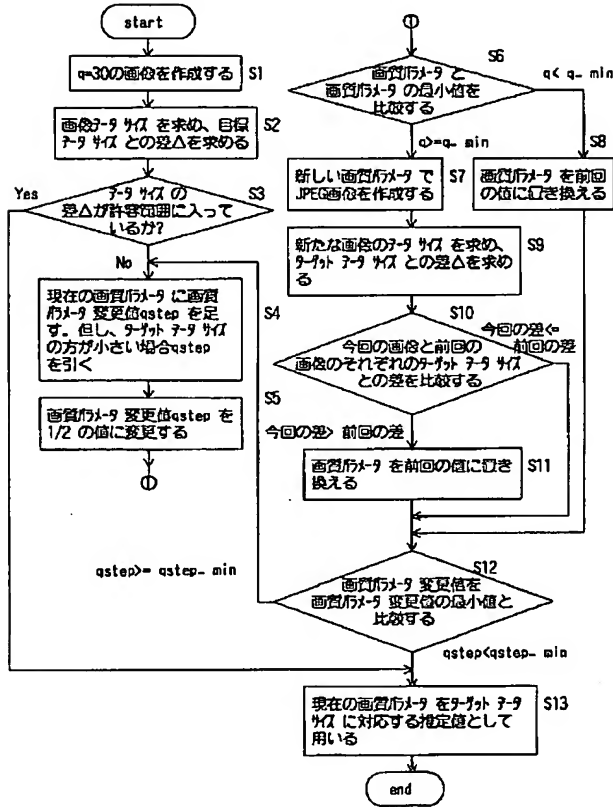 start
q=30の画像を作成する
S1
画像データ サイズ を求め、目標
データ サイズ との差△を求める
S2
Yes
データ サイズ の
差△が許容範囲に入って
いるか?
S3
No
現在の画質パラメータ に画質
パラメータ 変更値qstep を足
す。但し、ターゲット データ サイズ
の方が小さい場合qstep
を引く
S4
画質パラメータ 変更値qstep を
1/2 の値に変更する
S5
①
①
画質パラメータ と
画質パラメータ の最小値を
比較する
S6
q< q_ min
q>=q_ min
新しい画質パラメータ で
JPEG画像を作成する
S7
S8
画質パラメータ を前回
の値に置き換える
新たな画像のデータ サイズ を求め、
ターゲット データ サイズ との差△を求め
る
S9
S10
今回の画像と前回の
画像のそれぞれのターゲット データ サイズ
との差を比較する
今回の差<=
前回の差
今回の差> 前回の差
画質パラメータ を前回の値に置き
換える
S11
S12
画質パラメータ 変更値を
画質パラメータ 変更値の最小値と
比較する
qstep>= qstep_ min
qstep<qstep_ min
現在の画質パラメータ をターゲット データ
サイズ に対応する推定値として
用いる
S13
end